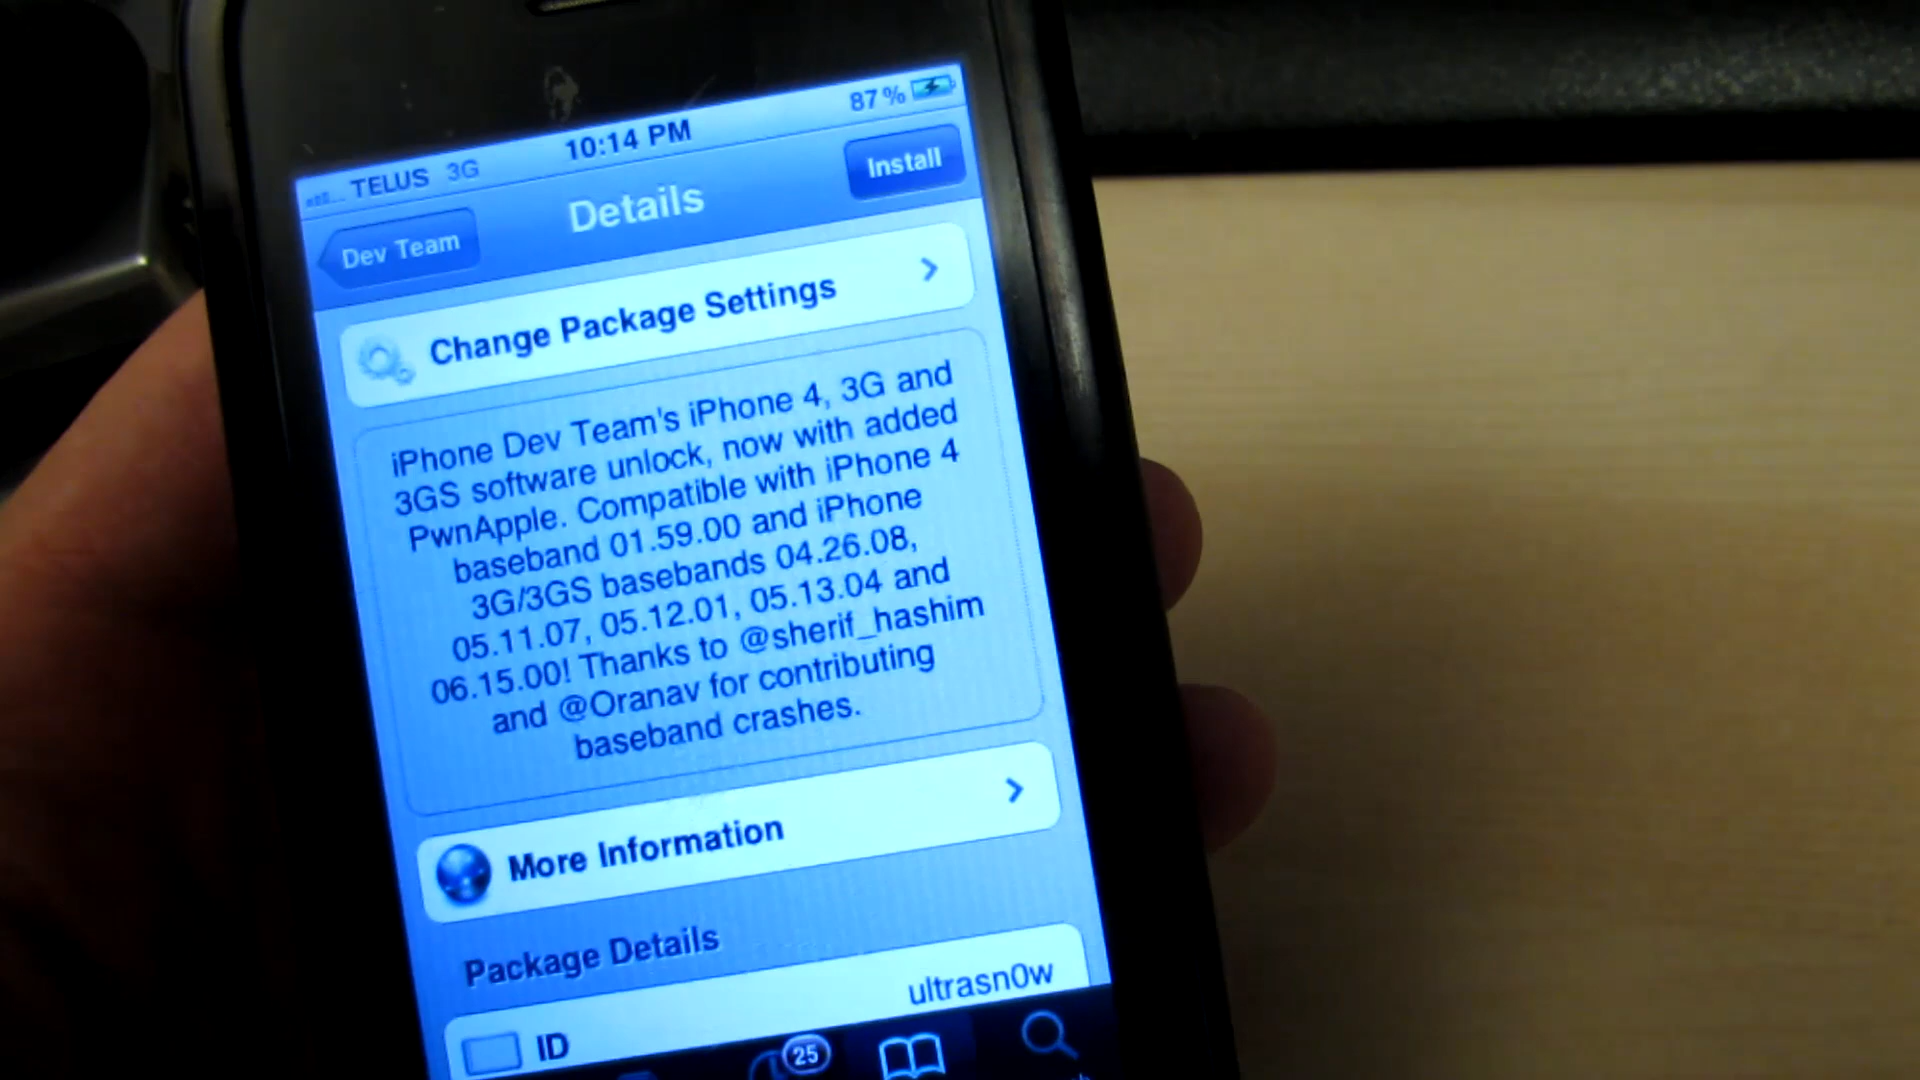 TELUS 3G 10:14 PM 87%
Dev Team Details Install
Change Package Settings
iPhone Dev Team's iPhone 4, 3G and
3GS software unlock, now with added
PwnApple. Compatible with iPhone 4
baseband 01.59.00 and iPhone
3G/3GS basebands 04.26.08,
05.11.07, 05.12.01, 05.13.04 and
06.15.00! Thanks to @sherif_hashim
and @Oranav for contributing
baseband crashes.
More Information
Package Details
ID ultrasn0w
25